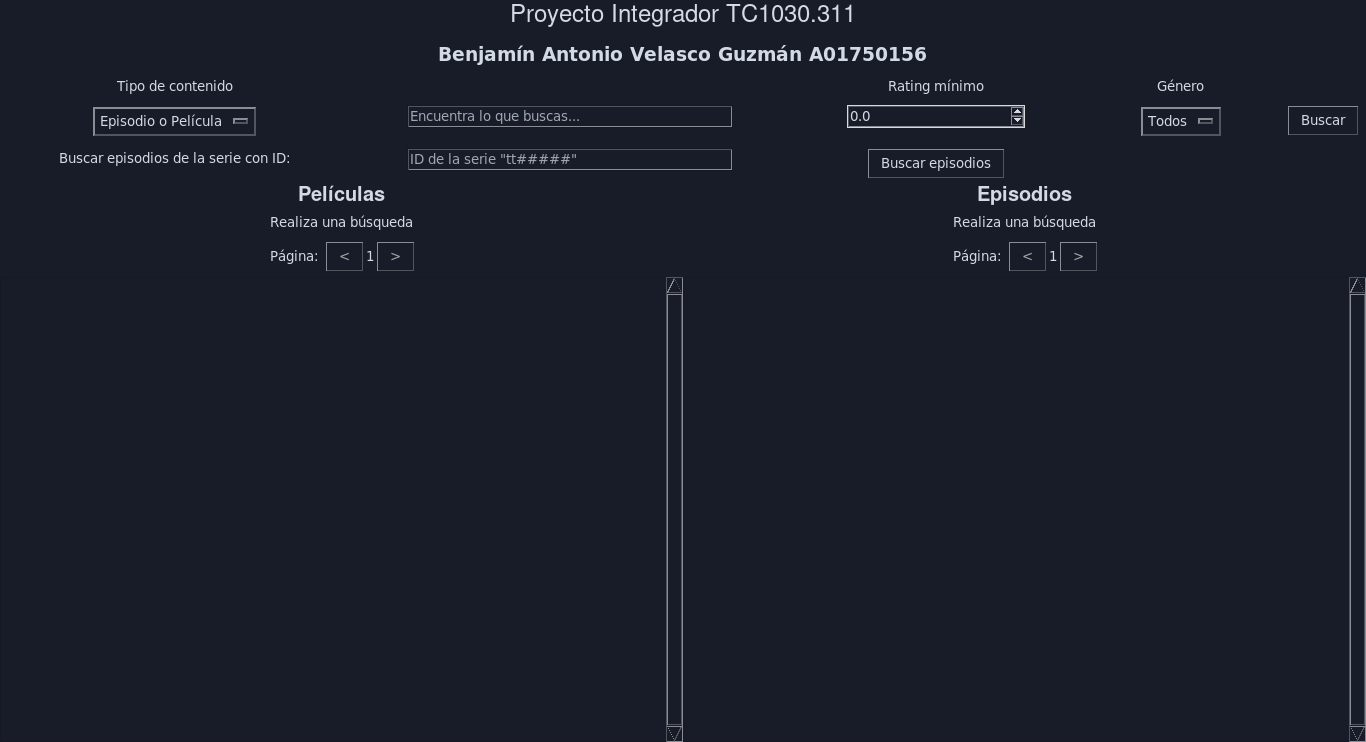 Proyecto Integrador TC1030.311
Benjamín Antonio Velasco Guzmán A01750156
Tipo de contenido Rating mínimo Género
Episodio o Película Encuentra lo que buscas... 0.0 Todos Buscar
Buscar episodios de la serie con ID: ID de la serie "tt#####" Buscar episodios
Películas Episodios
Realiza una búsqueda Realiza una búsqueda
Página: < 1 > Página: < 1 >